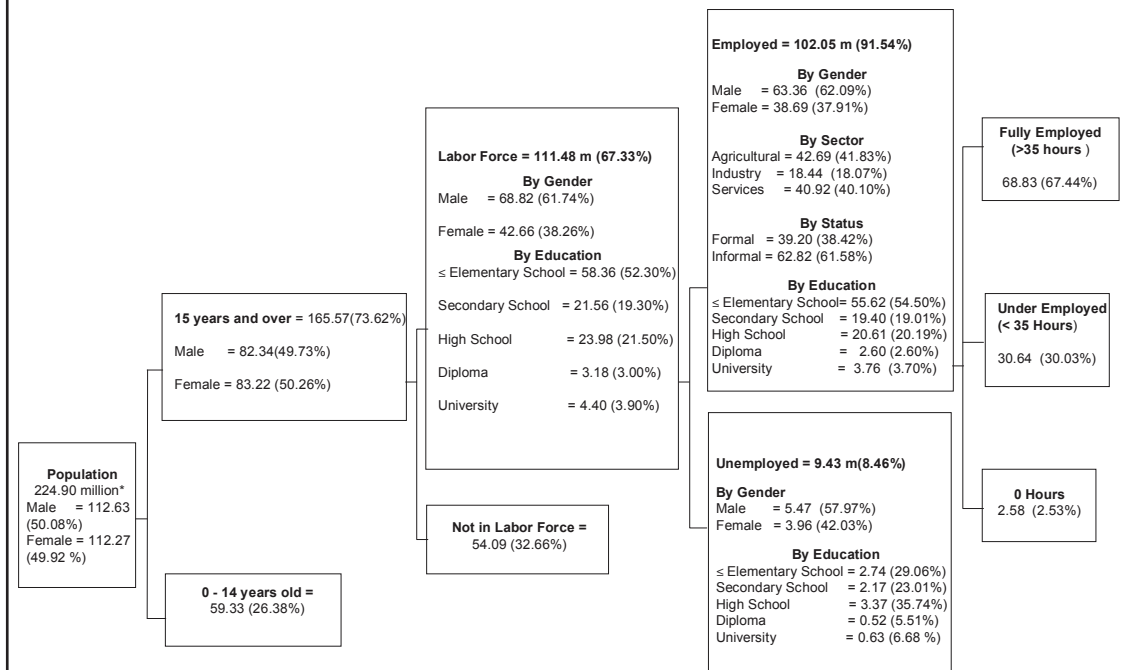 Population
224.90 million*
Male = 112.63
(50.08%)
Female = 112.27
(49.92 %)
15 years and over = 165.57(73.62%)
Male = 82.34(49.73%)
Female = 83.22 (50.26%)
0 - 14 years old =
59.33 (26.38%)
Labor Force = 111.48 m (67.33%)
By Gender
Male = 68.82 (61.74%)
Female = 42.66 (38.26%)
By Education
≤ Elementary School = 58.36 (52.30%)
Secondary School = 21.56 (19.30%)
High School = 23.98 (21.50%)
Diploma = 3.18 (3.00%)
University = 4.40 (3.90%)
Not in Labor Force =
54.09 (32.66%)
Employed = 102.05 m (91.54%)
By Gender
Male = 63.36 (62.09%)
Female = 38.69 (37.91%)
By Sector
Agricultural = 42.69 (41.83%)
Industry = 18.44 (18.07%)
Services = 40.92 (40.10%)
By Status
Formal = 39.20 (38.42%)
Informal = 62.82 (61.58%)
By Education
≤ Elementary School= 55.62 (54.50%)
Secondary School = 19.40 (19.01%)
High School = 20.61 (20.19%)
Diploma = 2.60 (2.60%)
University = 3.76 (3.70%)
Unemployed = 9.43 m(8.46%)
By Gender
Male = 5.47 (57.97%)
Female = 3.96 (42.03%)
By Education
≤ Elementary School = 2.74 (29.06%)
Secondary School = 2.17 (23.01%)
High School = 3.37 (35.74%)
Diploma = 0.52 (5.51%)
University = 0.63 (6.68 %)
Fully Employed
(>35 hours )
68.83 (67.44%)
Under Employed
(< 35 Hours)
30.64 (30.03%)
0 Hours
2.58 (2.53%)